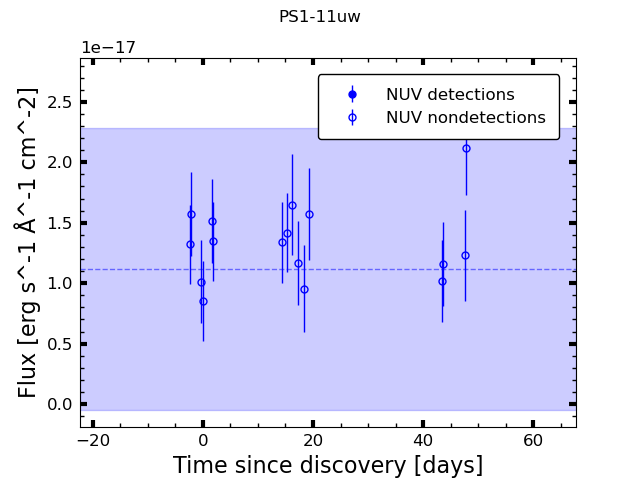 PS1-11uw
1e−17
NUV detections
NUV nondetections
2.5
2.0
1.5
1.0
0.5
0.0
Flux [erg s^-1 Å^-1 cm^-2]
−20 0 20 40 60
Time since discovery [days]